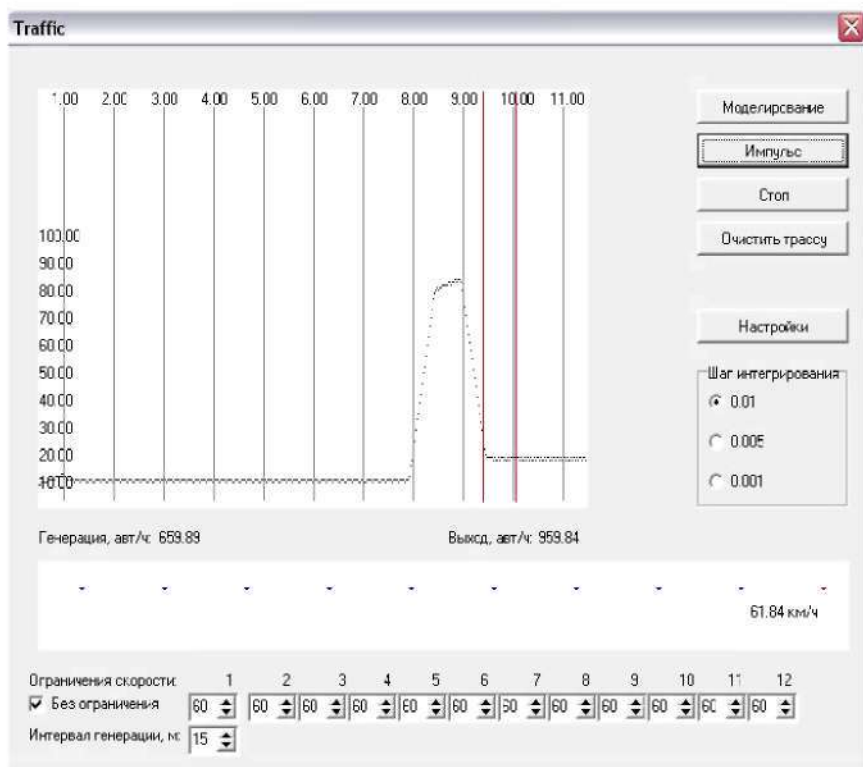 Traffic
1.00 2.00 3.00 4.00 5.00 6.00 7.00 8.00 9.00 10.00 11.00
Моделирование
Импульс
Стоп
Очистить трассу
100.00
90.00
80.00
70.00
60.00
50.00
40.00
30.00
20.00
10.00
Настройки
Шаг интегрирования
0.01
0.005
0.001
Генерация, авт/ч: 659.89 Выход, авт/ч: 959.84
61.84 км/ч
Ограничения скорости: 1 2 3 4 5 6 7 8 9 10 11 12
Без ограничения 60 60 60 60 60 60 60 60 60 60 60 60
Интервал генерации, м: 15